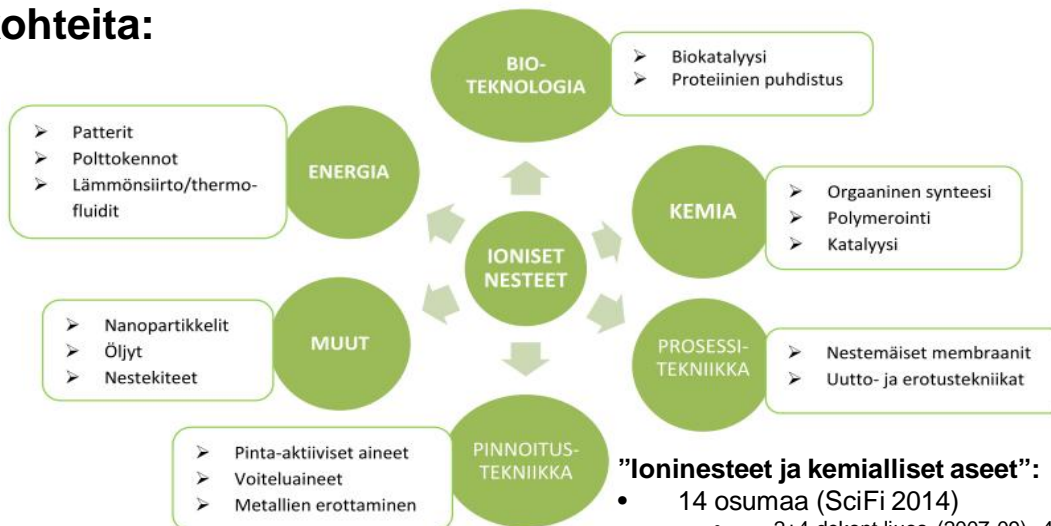 ohteita:
BIO-
TEKNOLOGIA
➢ Biokatalyysi
➢ Proteiinien puhdistus
ENERGIA
➢ Patterit
➢ Polttokennot
➢ Lämmönsiirto/thermo-
fluidit
KEMIA
➢ Orgaaninen synteesi
➢ Polymerointi
➢ Katalyysi
IONISET
NESTEET
MUUT
➢ Nanopartikkelit
➢ Öljyt
➢ Nestekiteet
PROSESSI-
TEKNIIKKA
➢ Nestemäiset membraanit
➢ Uutto- ja erotustekniikat
PINNOITUS-
TEKNIIKKA
➢ Pinta-aktiiviset aineet
➢ Voiteluaineet
➢ Metallien erottaminen
”Ioninesteet ja kemialliset aseet”:
• 14 osumaa (SciFi 2014)